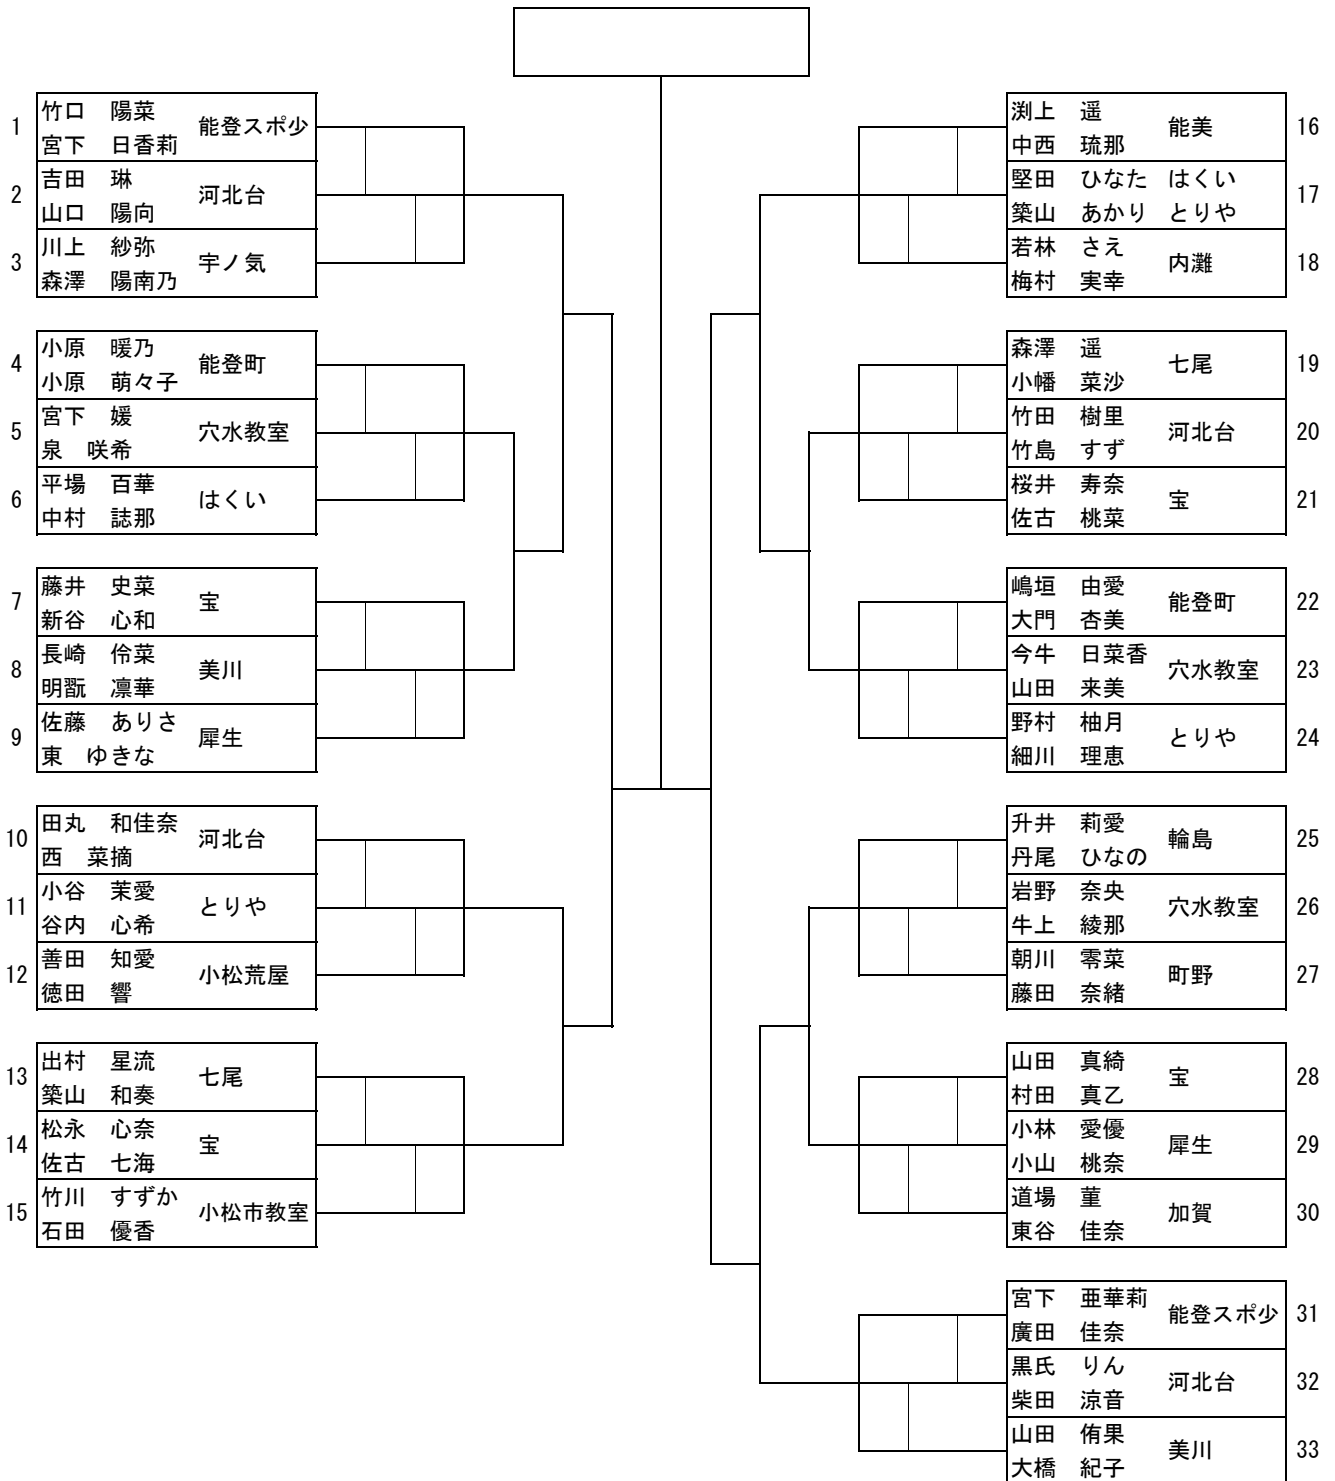 1 竹口 陽菜 能登スポ少
宮下 日香莉
2 吉田 琳 河北台
山口 陽向
3 川上 紗弥 宇ノ気
森澤 陽南乃
4 小原 暖乃 能登町
小原 萌々子
5 宮下 媛 穴水教室
泉 咲希
6 平場 百華 はくい
中村 誌那
7 藤井 史菜 宝
新谷 心和
8 長崎 伶菜 美川
明翫 凛華
9 佐藤 ありさ 犀生
東 ゆきな
10 田丸 和佳奈 河北台
西 菜摘
11 小谷 茉愛 とりや
谷内 心希
12 善田 知愛 小松荒屋
徳田 響
13 出村 星流 七尾
築山 和奏
14 松永 心奈 宝
佐古 七海
15 竹川 すずか 小松市教室
石田 優香
渕上 遥 能美 16
中西 琉那
堅田 ひなた はくい 17
築山 あかり とりや
若林 さえ 内灘 18
梅村 実幸
森澤 遥 七尾 19
小幡 菜沙
竹田 樹里 河北台 20
竹島 すず
桜井 寿奈 宝 21
佐古 桃菜
嶋垣 由愛 能登町 22
大門 杏美
今牛 日菜香 穴水教室 23
山田 来美
野村 柚月 とりや 24
細川 理恵
升井 莉愛 輪島 25
丹尾 ひなの
岩野 奈央 穴水教室 26
牛上 綾那
朝川 零菜 町野 27
藤田 奈緒
山田 真綺 宝 28
村田 真乙
小林 愛優 犀生 29
小山 桃奈
道場 菫 加賀 30
東谷 佳奈
宮下 亜華莉 能登スポ少 31
廣田 佳奈
黒氏 りん 河北台 32
柴田 涼音
山田 侑果 美川 33
大橋 紀子